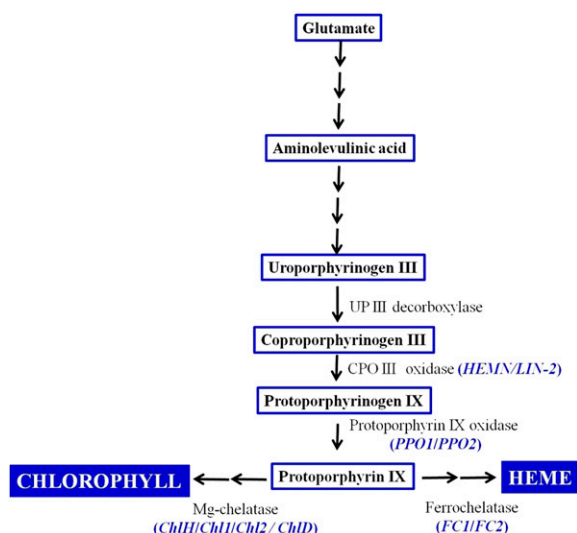 Glutamate
Aminolevulinic acid
Uroporphyrinogen III
UP III decorboxylase
Coproporphyrinogen III
CPO III oxidase (HEMN/LIN-2)
Protoporphyrinogen IX
Protoporphyrin IX oxidase
(PPO1/PPO2)
CHLOROPHYLL
Protoporphyrin IX
HEME
Mg-chelatase
(ChlH/Chl1/Chl2 / ChlD)
Ferrochelatase
(FC1/FC2)